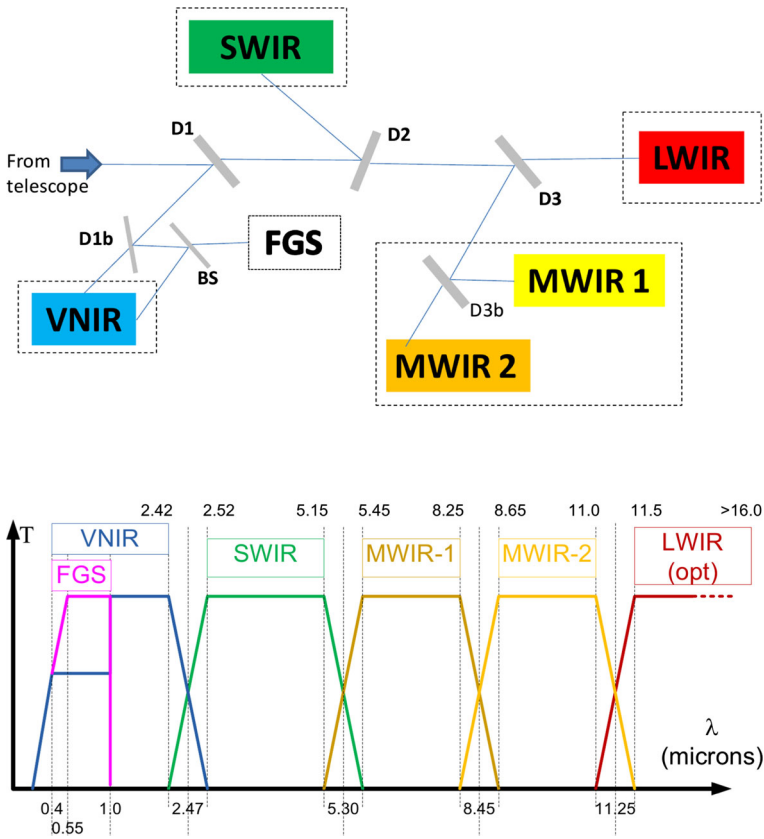 SWIR
D1
D2
From
telescope
LWIR
D3
D1b
FGS
BS
VNIR
MWIR 1
D3b
MWIR 2
2.42
2.52
5.15
5.45
8.25
8.65
11.0
11.5
>16.0
T
VNIR
SWIR
MWIR-1
MWIR-2
LWIR
(opt)
FGS
λ
(microns)
0.4
0.55
1.0
2.47
5.30
8.45
11.25